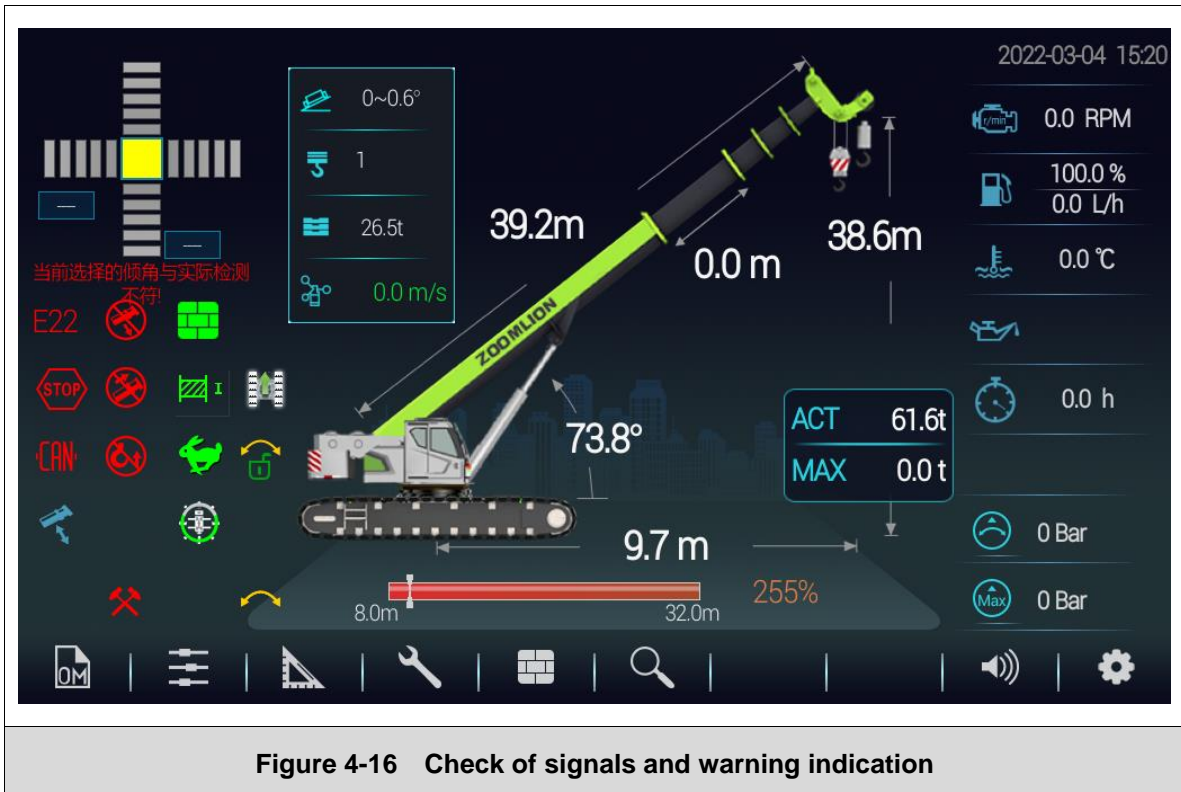 2022-03-04 15:20
0~0.6°
1
26.5t
0.0 m/s
当前选择的倾角与实际检测
不符!
E22
STOP
I
CAN
39.2m
0.0 m
38.6m
ZOOMLION
73.8°
ACT 61.6t
MAX 0.0 t
9.7 m
8.0m 32.0m
255%
r/min 0.0 RPM
100.0 %
0.0 L/h
0.0 ℃
0.0 h
0 Bar
Max 0 Bar
OM
Figure 4-16 Check of signals and warning indication